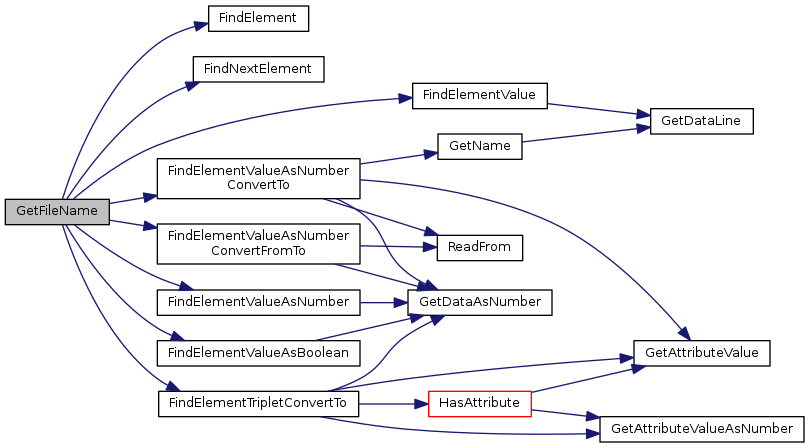 FindElement
FindNextElement
FindElementValue
GetDataLine
GetName
FindElementValueAsNumber
ConvertTo
GetFileName
FindElementValueAsNumber
ConvertFromTo
ReadFrom
FindElementValueAsNumber
GetDataAsNumber
FindElementValueAsBoolean
GetAttributeValue
FindElementTripletConvertTo
HasAttribute
GetAttributeValueAsNumber